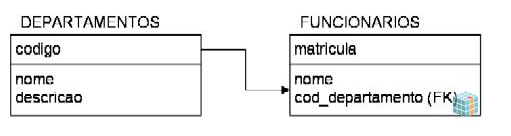 DEPARTAMENTOS
codigo
nome
descricao
FUNCIONARIOS
matricula
nome
cod_departamento (FK)